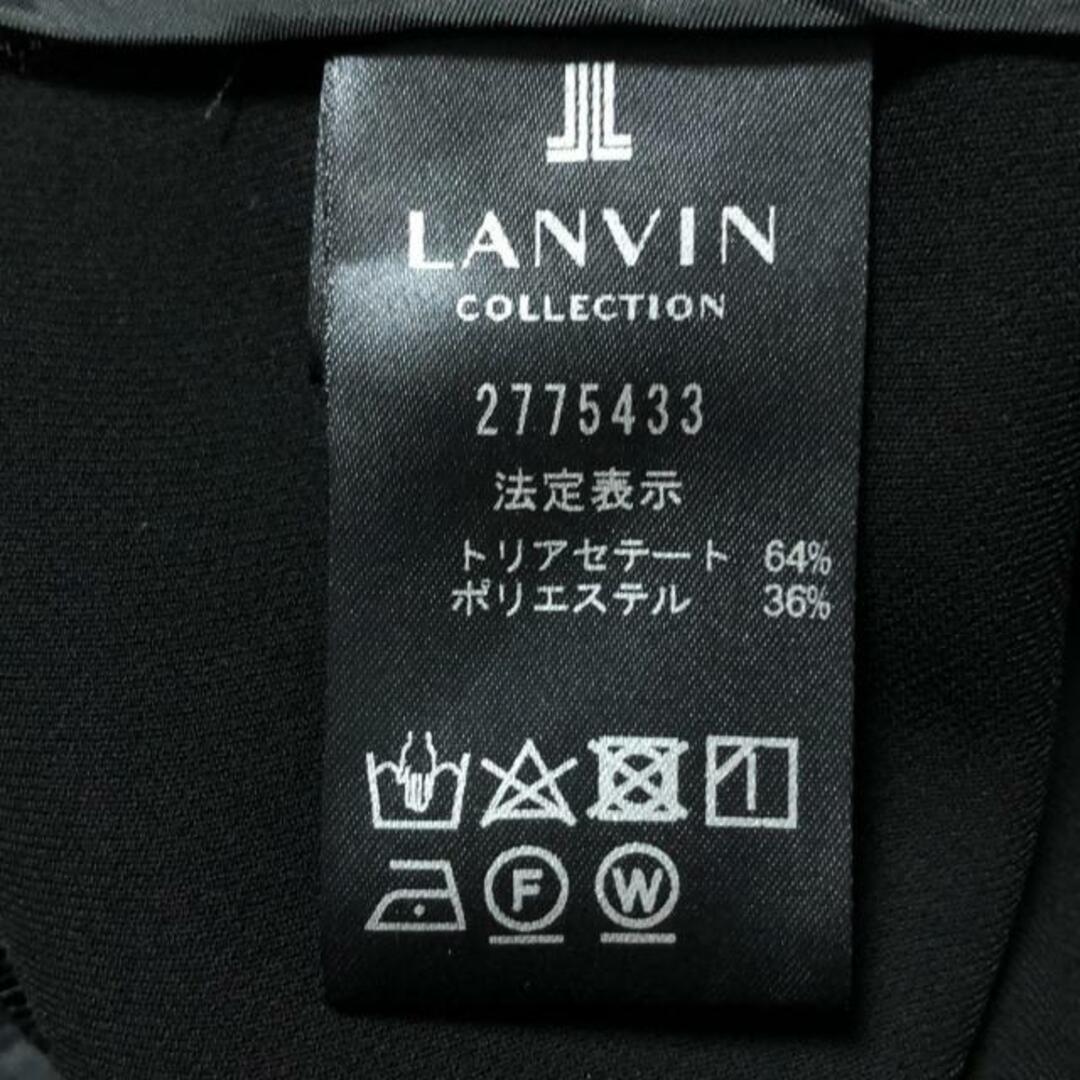 LANVIN
COLLECTION
2775433
法定表示
トリアセテート 64%
ポリエステル 36%
F W